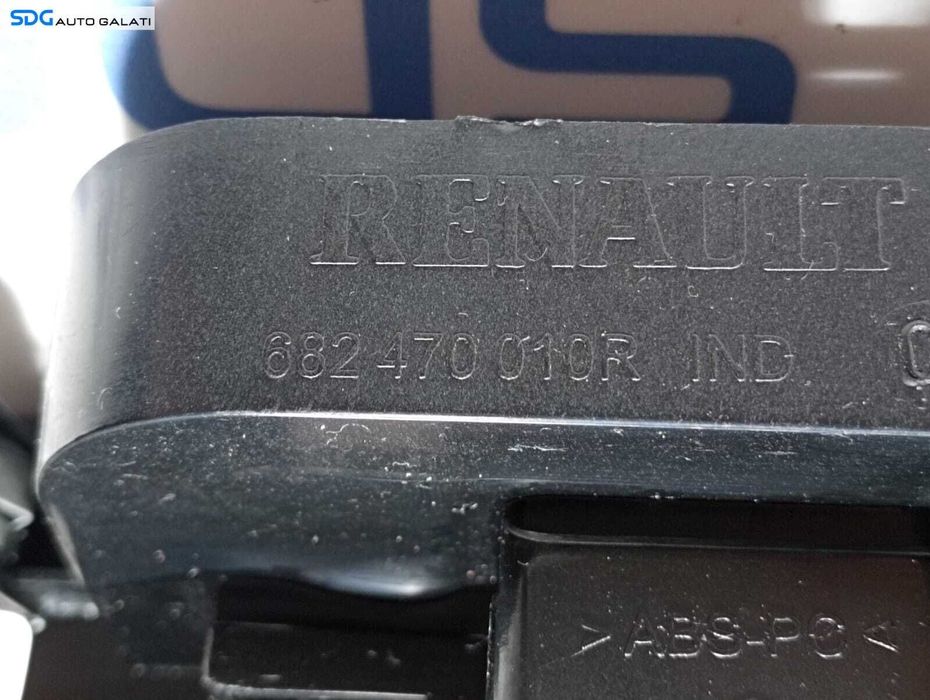 SDG AUTO GALATI
RENAULT
682 470 010R IND
>ABS-PC<